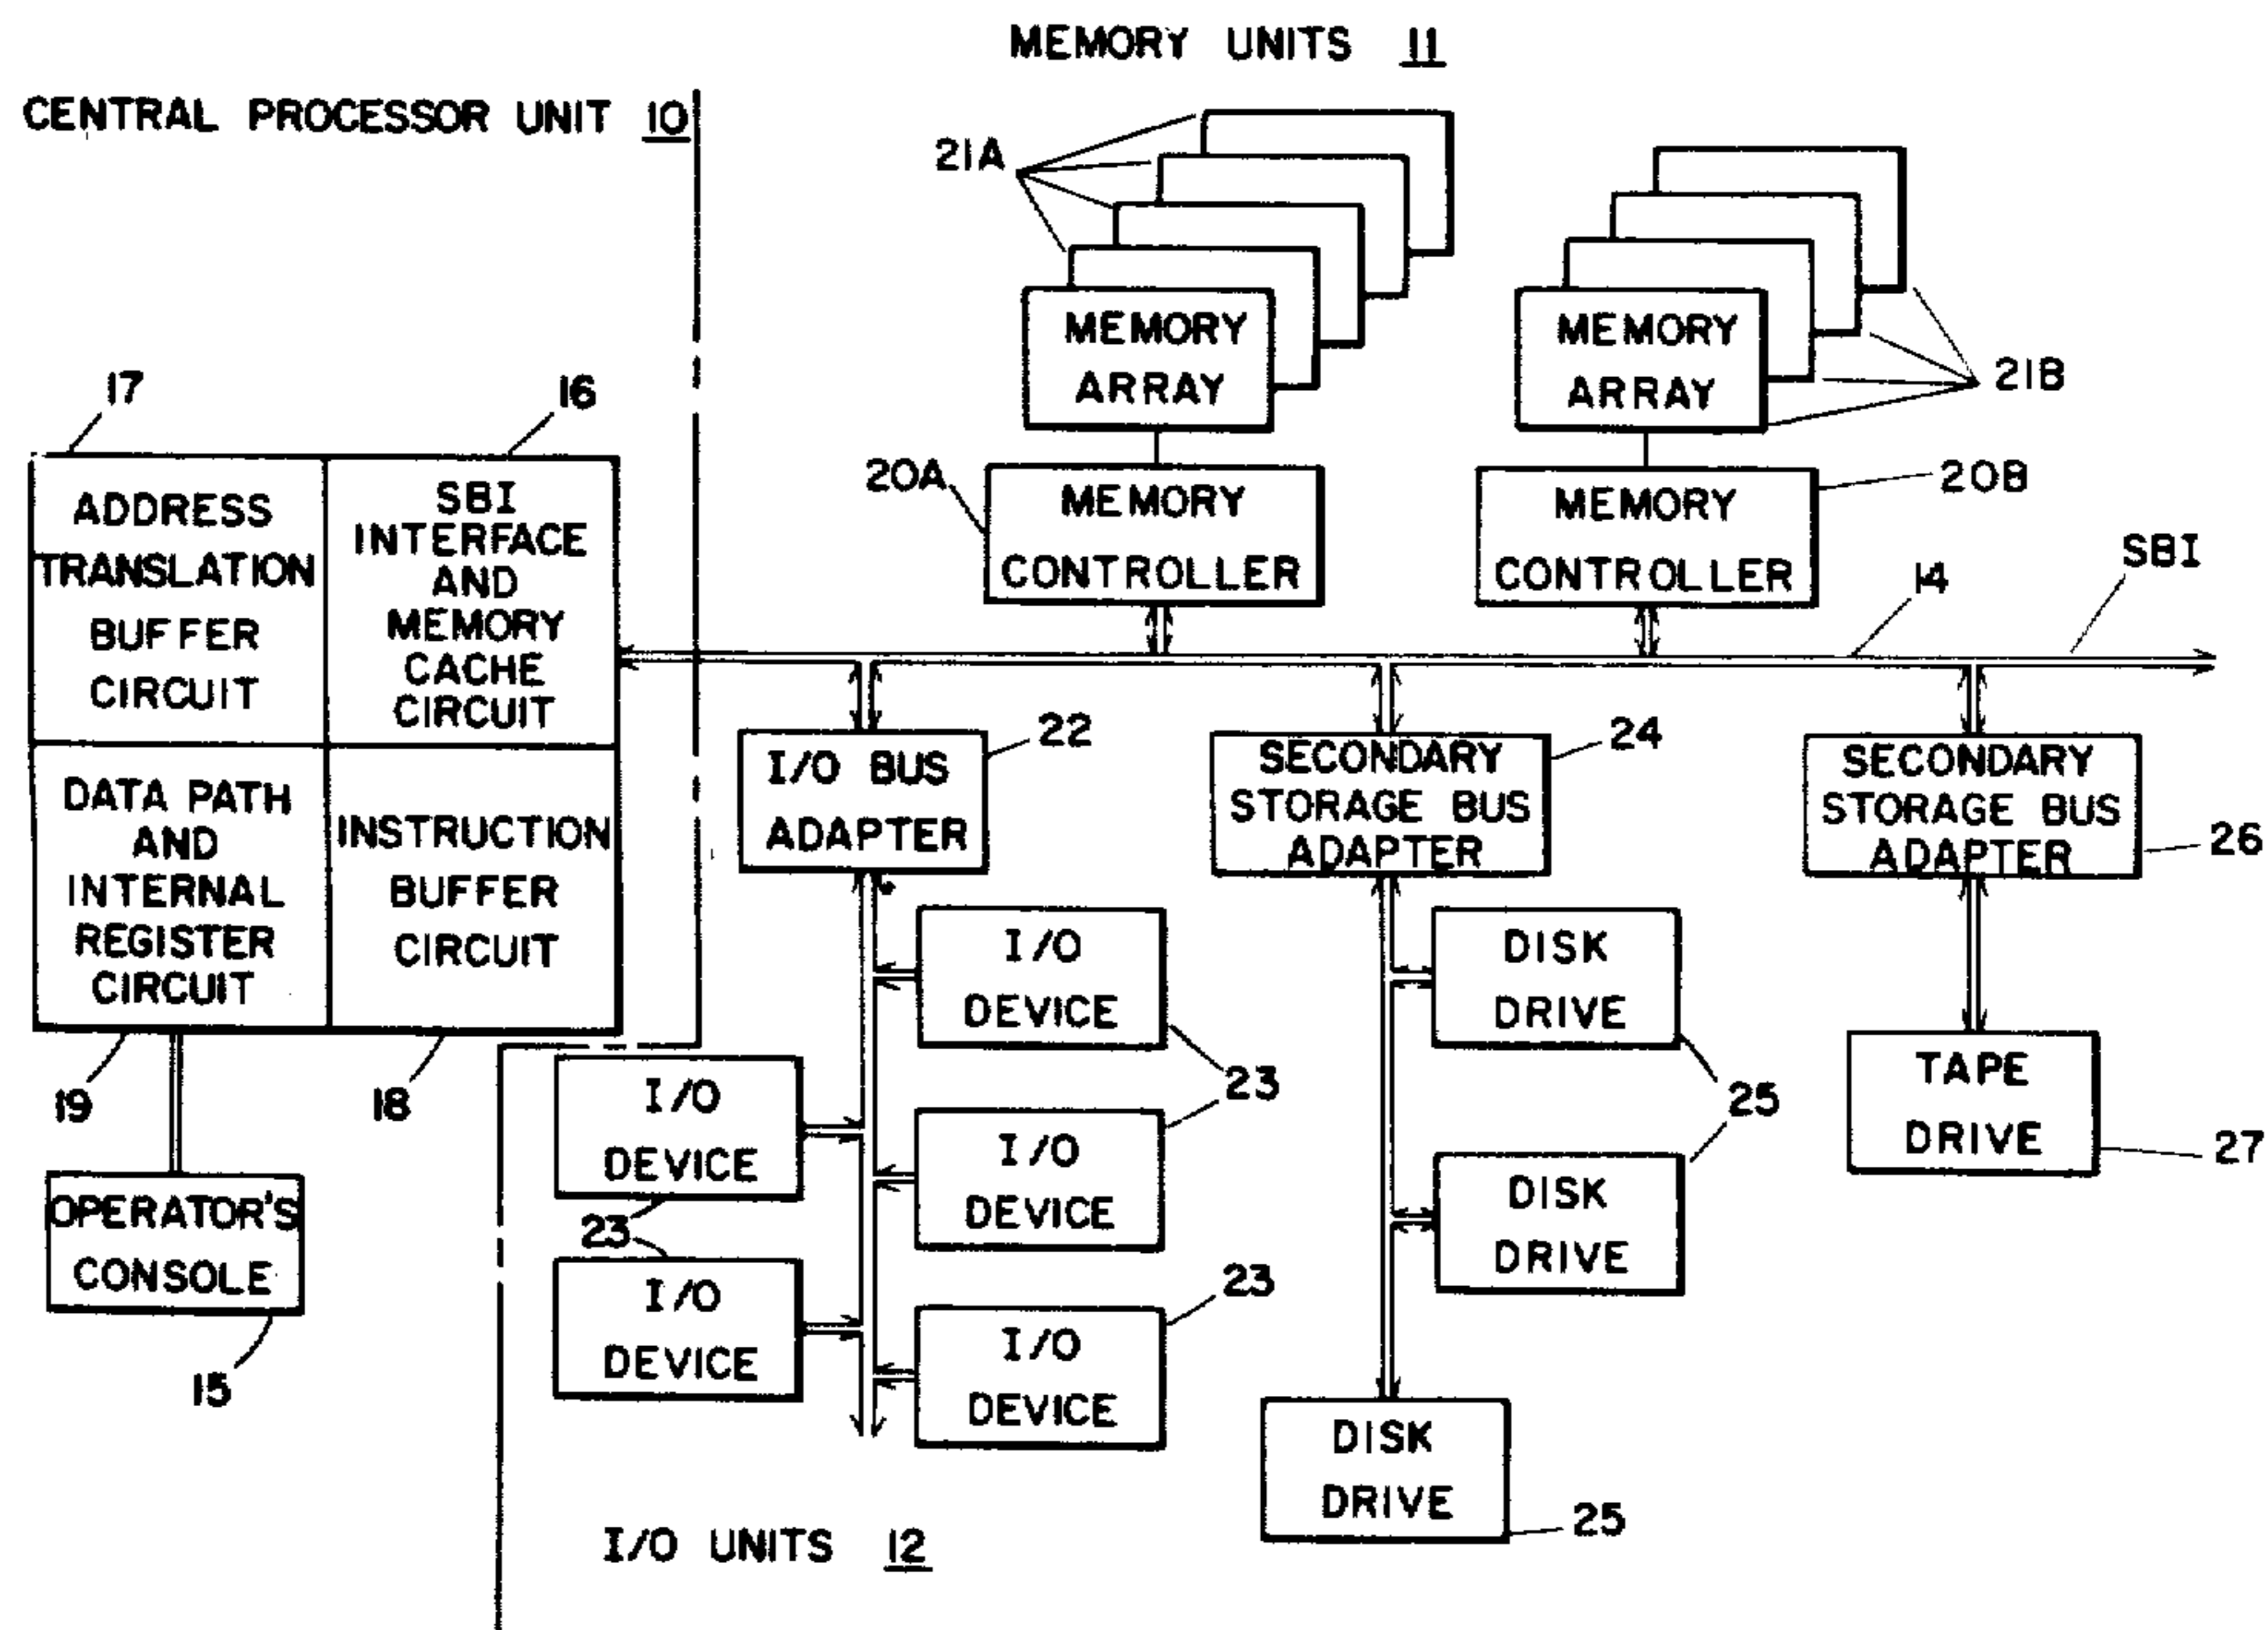 MEMORY UNITS 11
CENTRAL PROCESSOR UNIT 10
21A
MEMORY
ARRAY
MEMORY
ARRAY
21B
17
16
20A
MEMORY
CONTROLLER
MEMORY
CONTROLLER
20B
ADDRESS
TRANSLATION
BUFFER
CIRCUIT
SBI
INTERFACE
AND
MEMORY
CACHE
CIRCUIT
14
SBI
DATA PATH
AND
INTERNAL
REGISTER
CIRCUIT
INSTRUCTION
BUFFER
CIRCUIT
I/O BUS
ADAPTER
22
SECONDARY
STORAGE BUS
ADAPTER
24
SECONDARY
STORAGE BUS
ADAPTER
26
19
18
I/O
DEVICE
I/O
DEVICE
23
I/O
DEVICE
23
I/O
DEVICE
I/O
DEVICE
23
DISK
DRIVE
25
DISK
DRIVE
DISK
DRIVE
25
TAPE
DRIVE
27
OPERATOR'S
CONSOLE
15
I/O UNITS 12